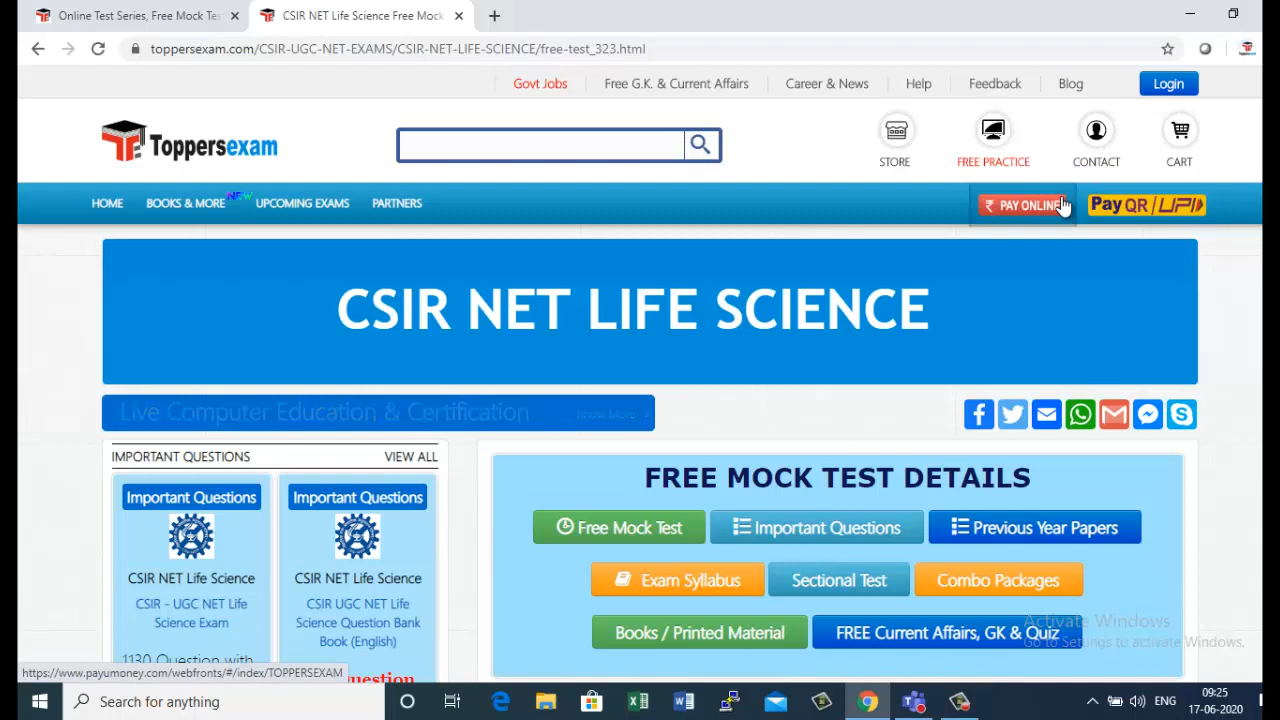 Online Test Series, Free Mock Tes
CSIR NET Life Science Free Mock
toppersexam.com/CSIR-UGC-NET-EXAMS/CSIR-NET-LIFE-SCIENCE/free-test_323.html
Govt Jobs
Free G.K. & Current Affairs
Career & News
Help
Feedback
Blog
Login
Toppersexam
STORE
FREE PRACTICE
CONTACT
CART
HOME
BOOKS & MORE
NEW
UPCOMING EXAMS
PARTNERS
₹ PAY ONLINE
Pay QR / UPI
CSIR NET LIFE SCIENCE
Live Computer Education & Certification
Know More
IMPORTANT QUESTIONS
VIEW ALL
Important Questions
CSIR NET Life Science
CSIR - UGC NET Life
Science Exam
1130 Question with
Important Questions
CSIR NET Life Science
CSIR UGC NET Life
Science Question Bank
Book (English)
FREE MOCK TEST DETAILS
Free Mock Test
Important Questions
Previous Year Papers
Exam Syllabus
Sectional Test
Combo Packages
Books / Printed Material
FREE Current Affairs, GK & Quiz
Activate Windows
Go to Settings to activate Windows.
https://www.payumoney.com/webfronts/#/index/TOPPERSEXAM
Search for anything
ENG
09:25
17-06-2020